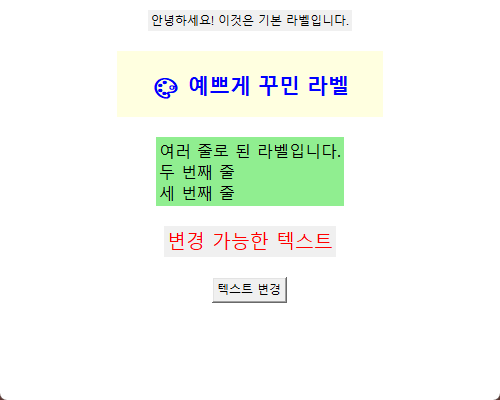 안녕하세요! 이것은 기본 라벨입니다.
🎨 예쁘게 꾸민 라벨
여러 줄로 된 라벨입니다.
두 번째 줄
세 번째 줄
변경 가능한 텍스트
텍스트 변경